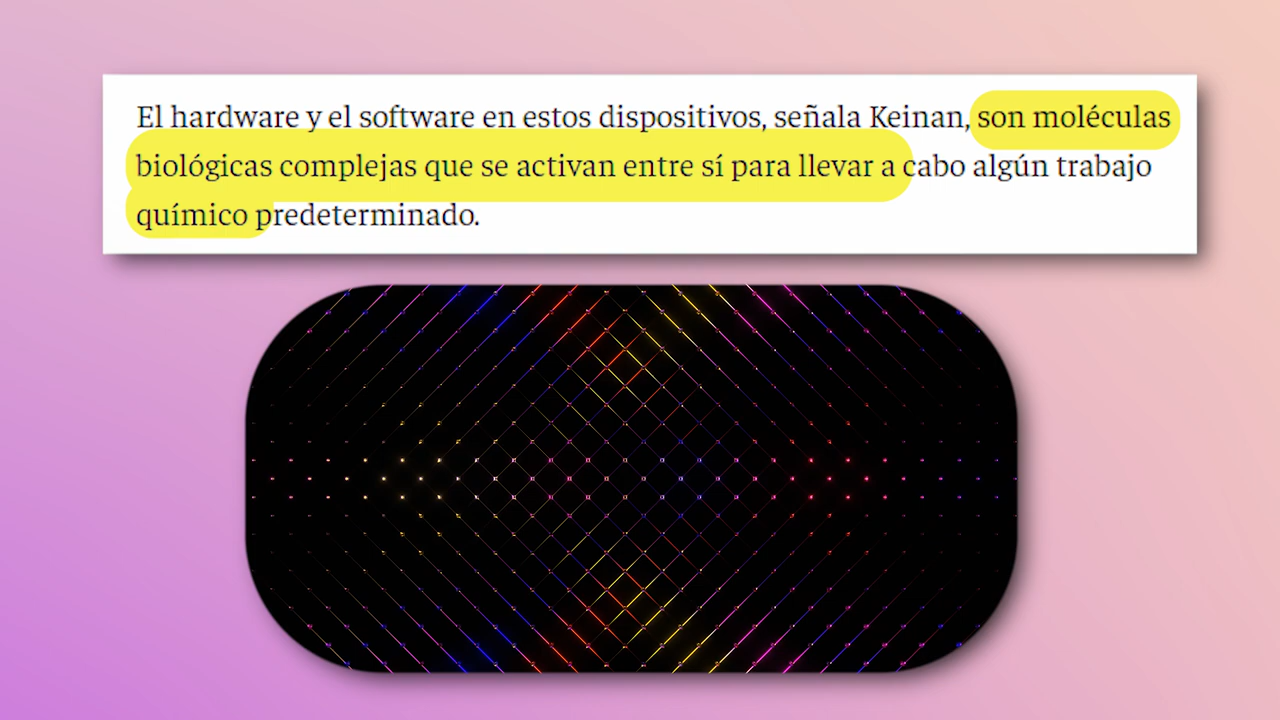 El hardware y el software en estos dispositivos, señala Keinan, son moléculas
biológicas complejas que se activan entre sí para llevar a cabo algún trabajo
químico predeterminado.